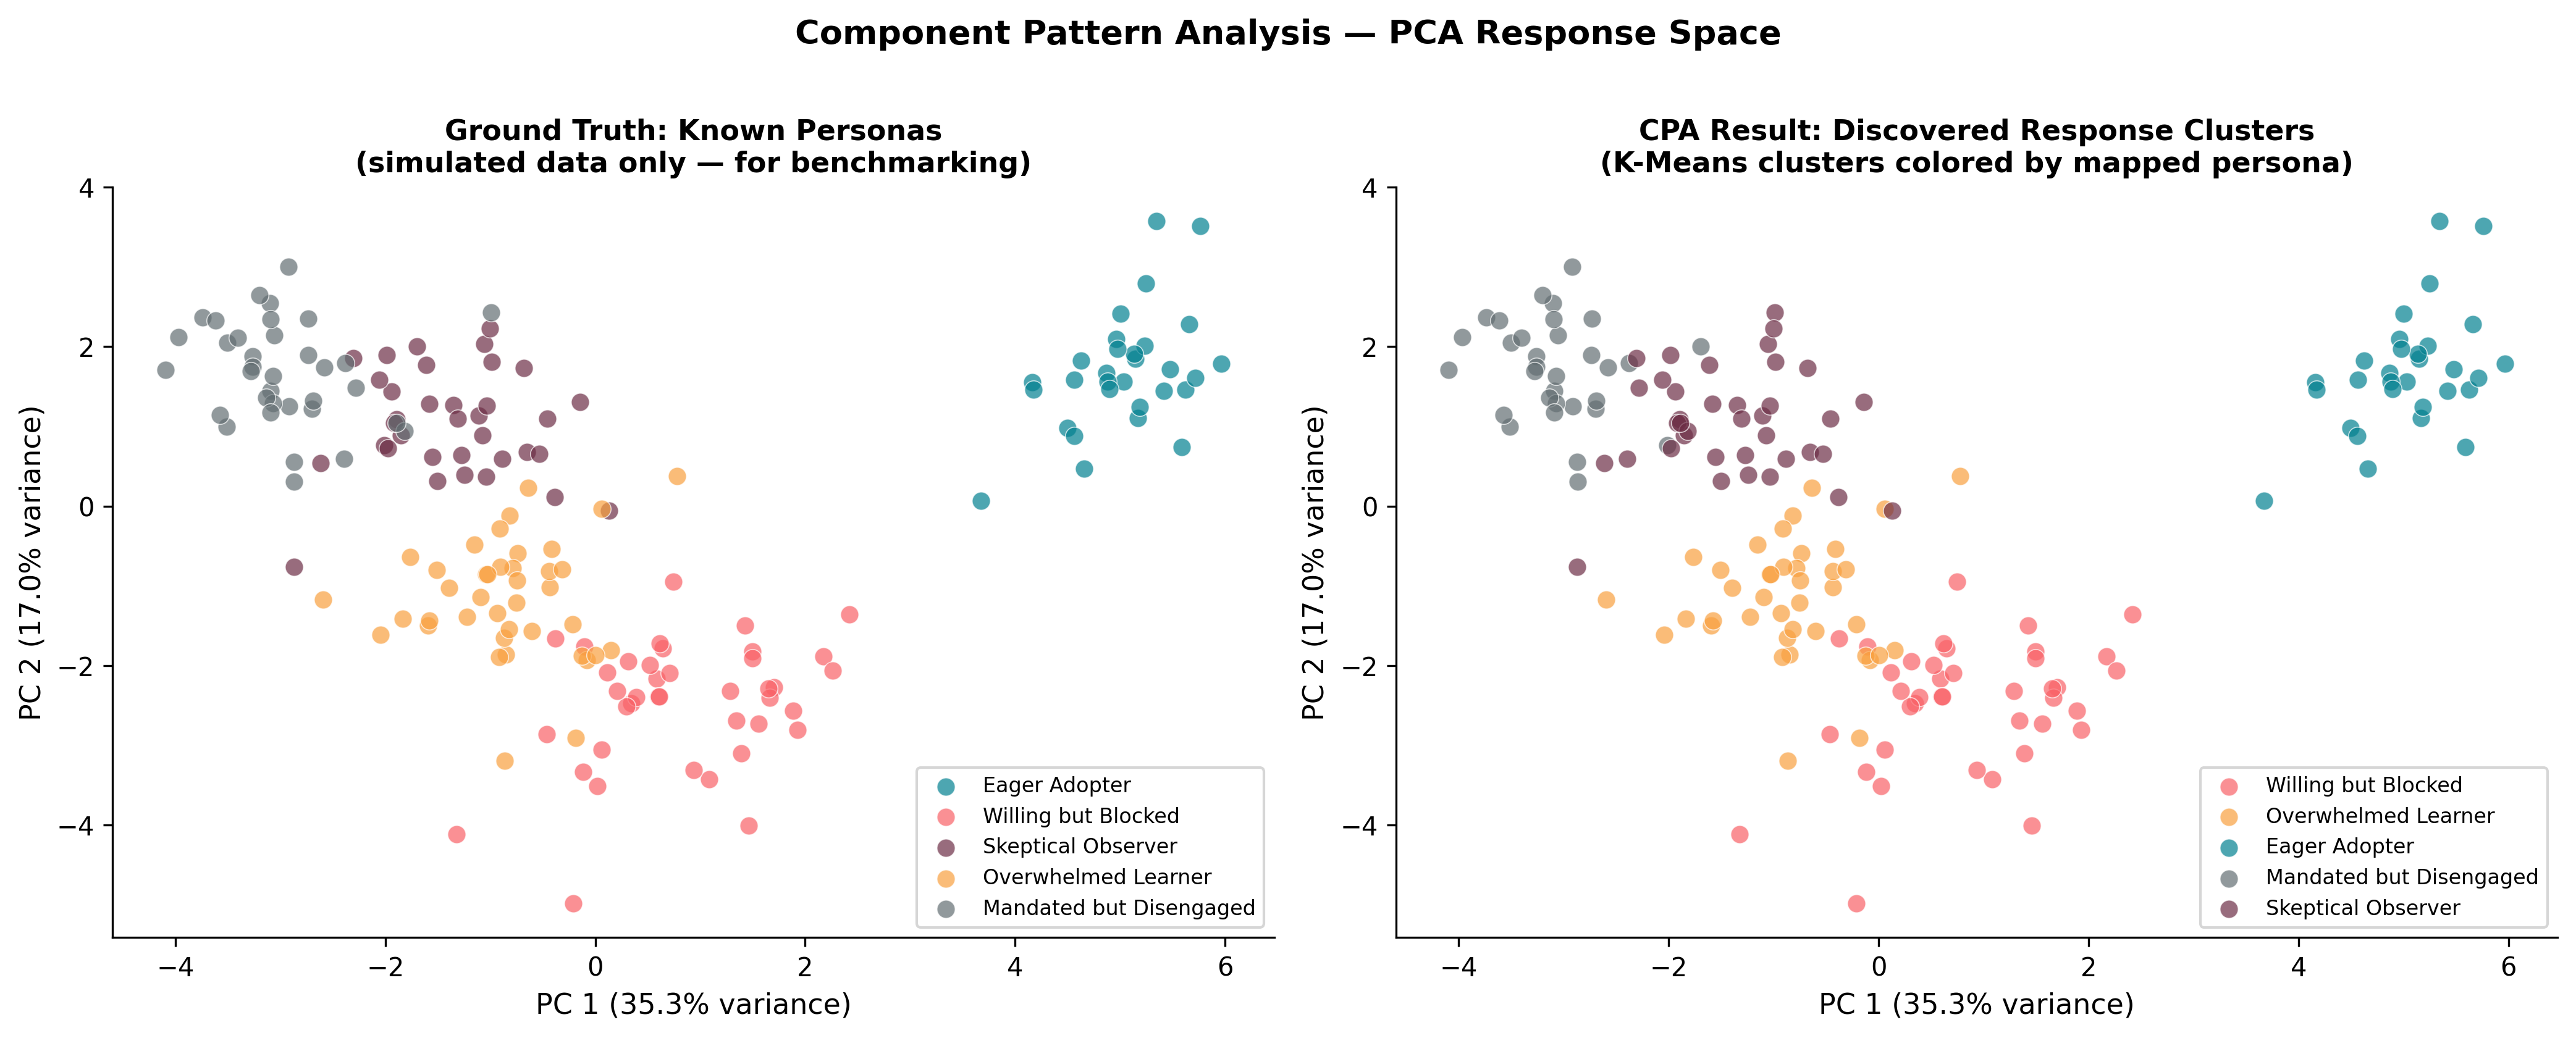 Component Pattern Analysis — PCA Response Space
Ground Truth: Known Personas
(simulated data only — for benchmarking)
4
2
0
−2
−4
PC 2 (17.0% variance)
−4
−2
0
2
4
6
PC 1 (35.3% variance)
Eager Adopter
Willing but Blocked
Skeptical Observer
Overwhelmed Learner
Mandated but Disengaged
CPA Result: Discovered Response Clusters
(K-Means clusters colored by mapped persona)
4
2
0
−2
−4
PC 2 (17.0% variance)
−4
−2
0
2
4
6
PC 1 (35.3% variance)
Willing but Blocked
Overwhelmed Learner
Eager Adopter
Mandated but Disengaged
Skeptical Observer